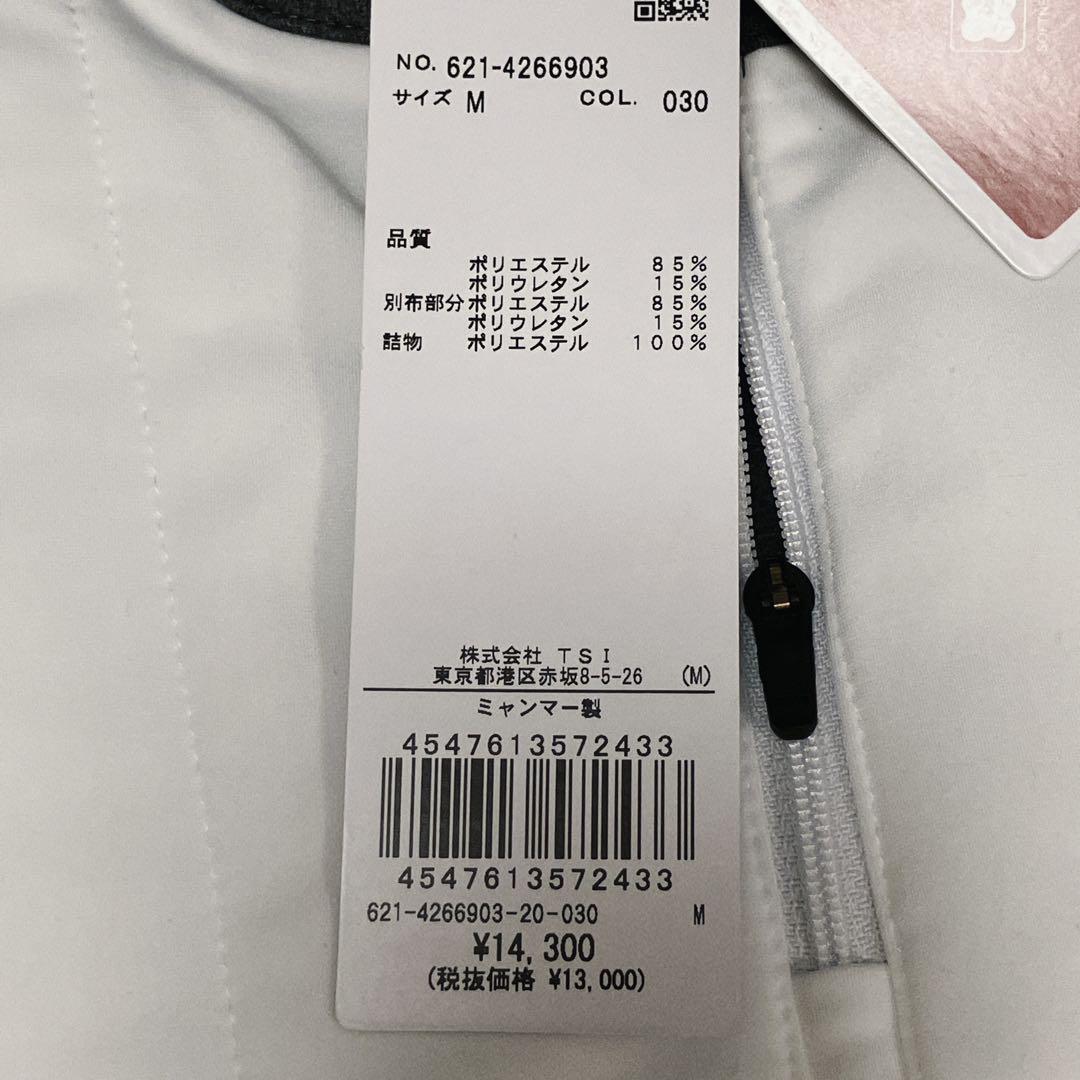 NO. 621-4266903
サイズ M COL. 030
品質
ポリエステル 85%
ポリウレタン 15%
別布部分 ポリエステル 85%
ポリウレタン 15%
詰物 ポリエステル 100%
株式会社 TSI
東京都港区赤坂8-5-26 (M)
ミャンマー製
4547613572433
4547613572433
621-4266903-20-030 M
¥14,300
(税抜価格 ¥13,000)